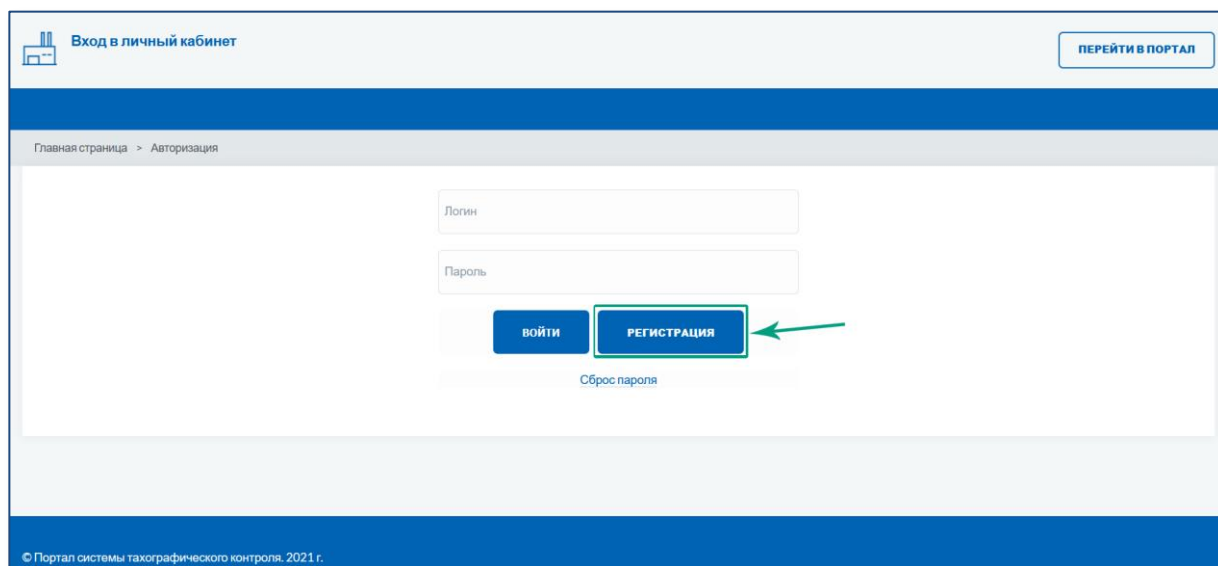 Вход в личный кабинет
ПЕРЕЙТИ В ПОРТАЛ
Главная страница > Авторизация
Логин
Пароль
ВОЙТИ
РЕГИСТРАЦИЯ
Сброс пароля
© Портал системы тахографического контроля. 2021 г.